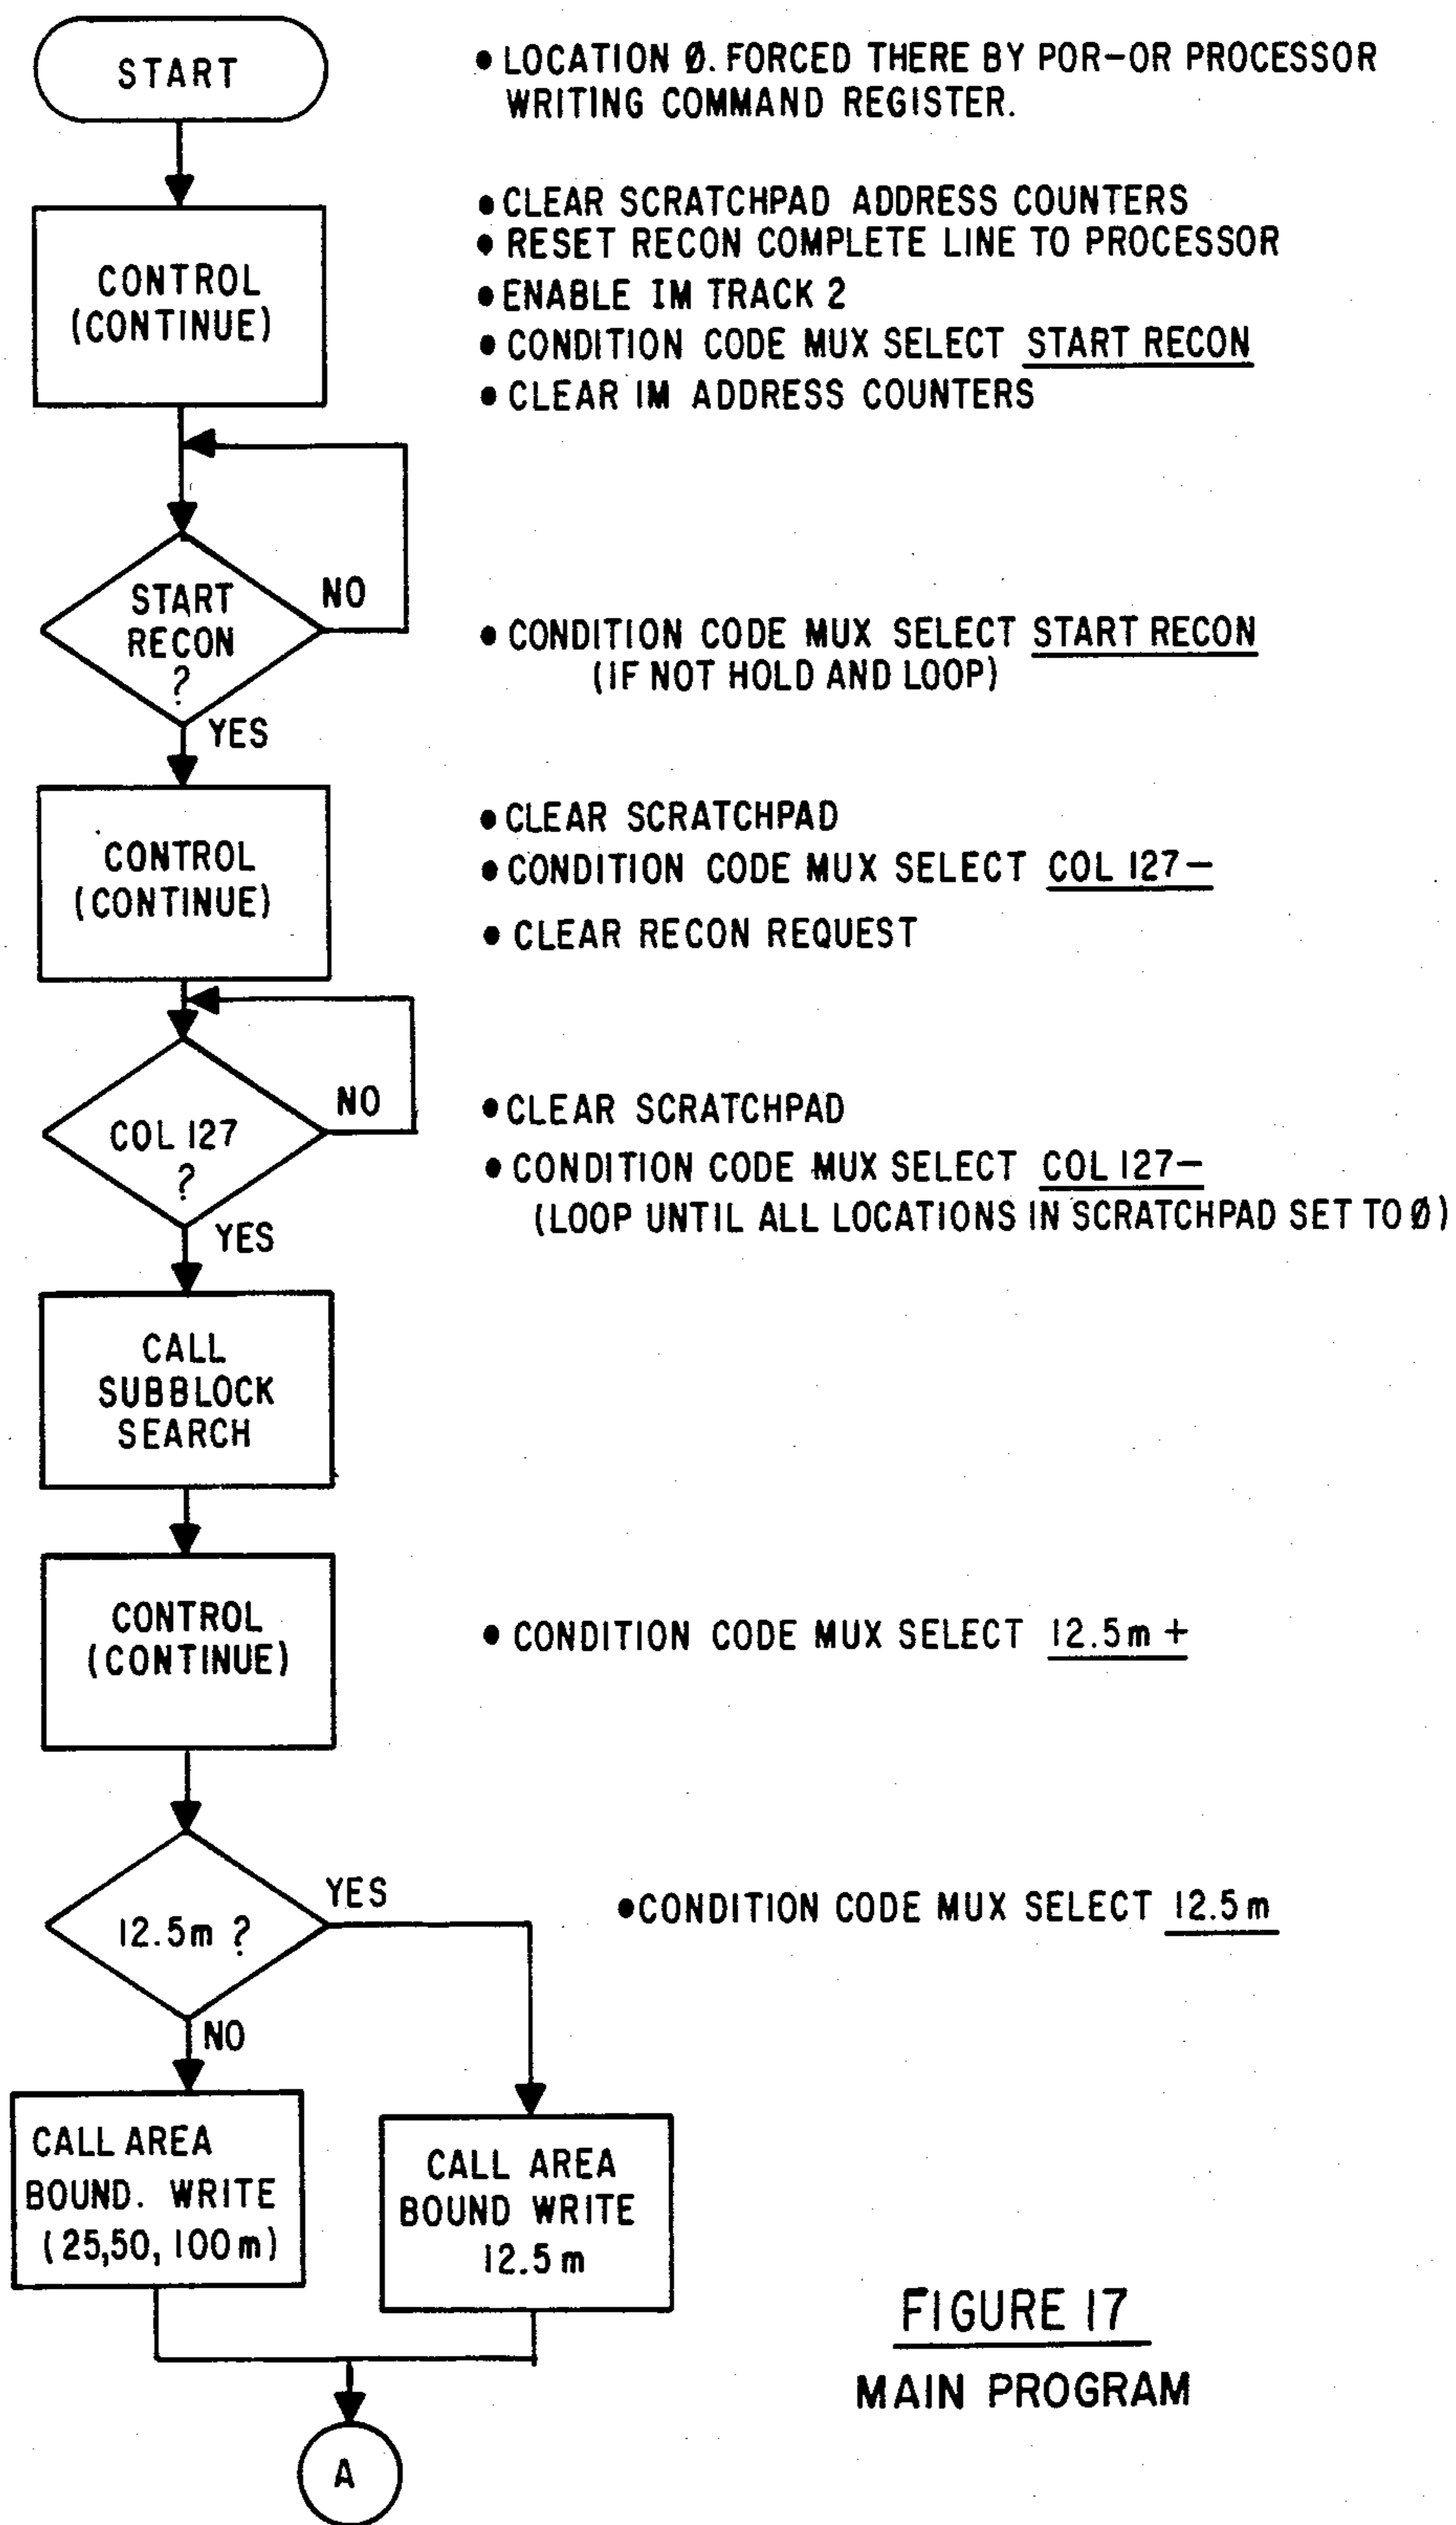 START
• LOCATION Ø. FORCED THERE BY POR-OR PROCESSOR
WRITING COMMAND REGISTER.
CONTROL
(CONTINUE)
• CLEAR SCRATCHPAD ADDRESS COUNTERS
• RESET RECON COMPLETE LINE TO PROCESSOR
• ENABLE IM TRACK 2
• CONDITION CODE MUX SELECT START RECON
• CLEAR IM ADDRESS COUNTERS
START
RECON
?
NO
YES
• CONDITION CODE MUX SELECT START RECON
(IF NOT HOLD AND LOOP)
CONTROL
(CONTINUE)
• CLEAR SCRATCHPAD
• CONDITION CODE MUX SELECT COL 127-
• CLEAR RECON REQUEST
COL 127
?
NO
YES
• CLEAR SCRATCHPAD
• CONDITION CODE MUX SELECT COL 127-
(LOOP UNTIL ALL LOCATIONS IN SCRATCHPAD SET TO Ø)
CALL
SUBBLOCK
SEARCH
CONTROL
(CONTINUE)
• CONDITION CODE MUX SELECT 12.5m +
12.5m ?
YES
NO
• CONDITION CODE MUX SELECT 12.5m
CALL AREA
BOUND. WRITE
(25,50, 100m)
CALL AREA
BOUND WRITE
12.5m
FIGURE 17
MAIN PROGRAM
A